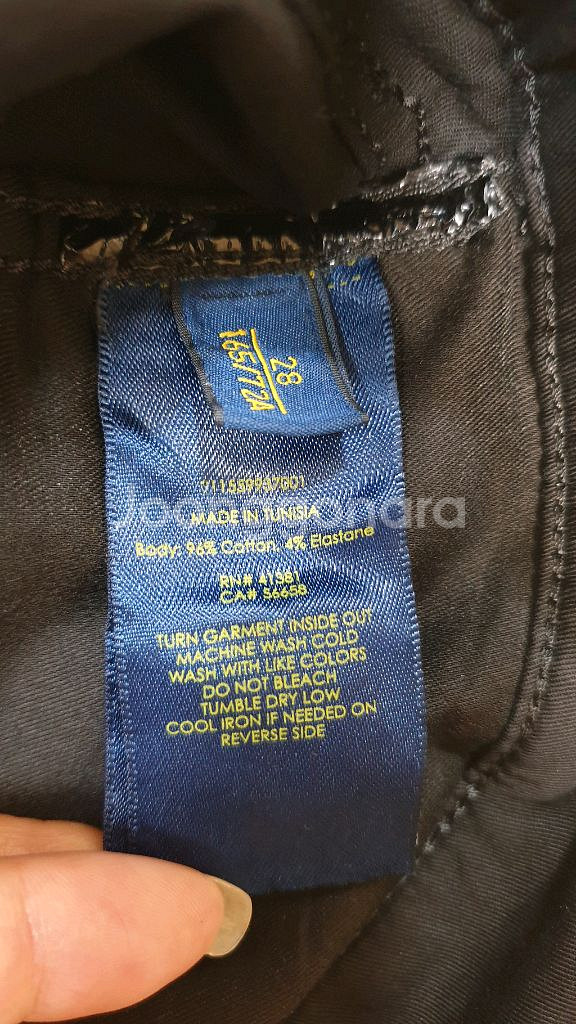 28
165/72A
V11559937001
MADE IN TUNISIA
Body: 96% Cotton, 4% Elastane
RN# 41381
CA# 56658
TURN GARMENT INSIDE OUT
MACHINE WASH COLD
WASH WITH LIKE COLORS
DO NOT BLEACH
TUMBLE DRY LOW
COOL IRON IF NEEDED ON
REVERSE SIDE